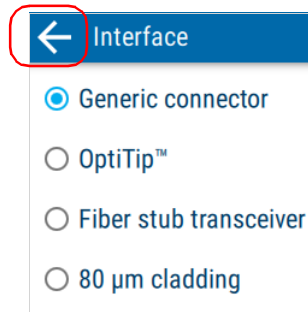 Interface
Generic connector
OptiTip™
Fiber stub transceiver
80 µm cladding